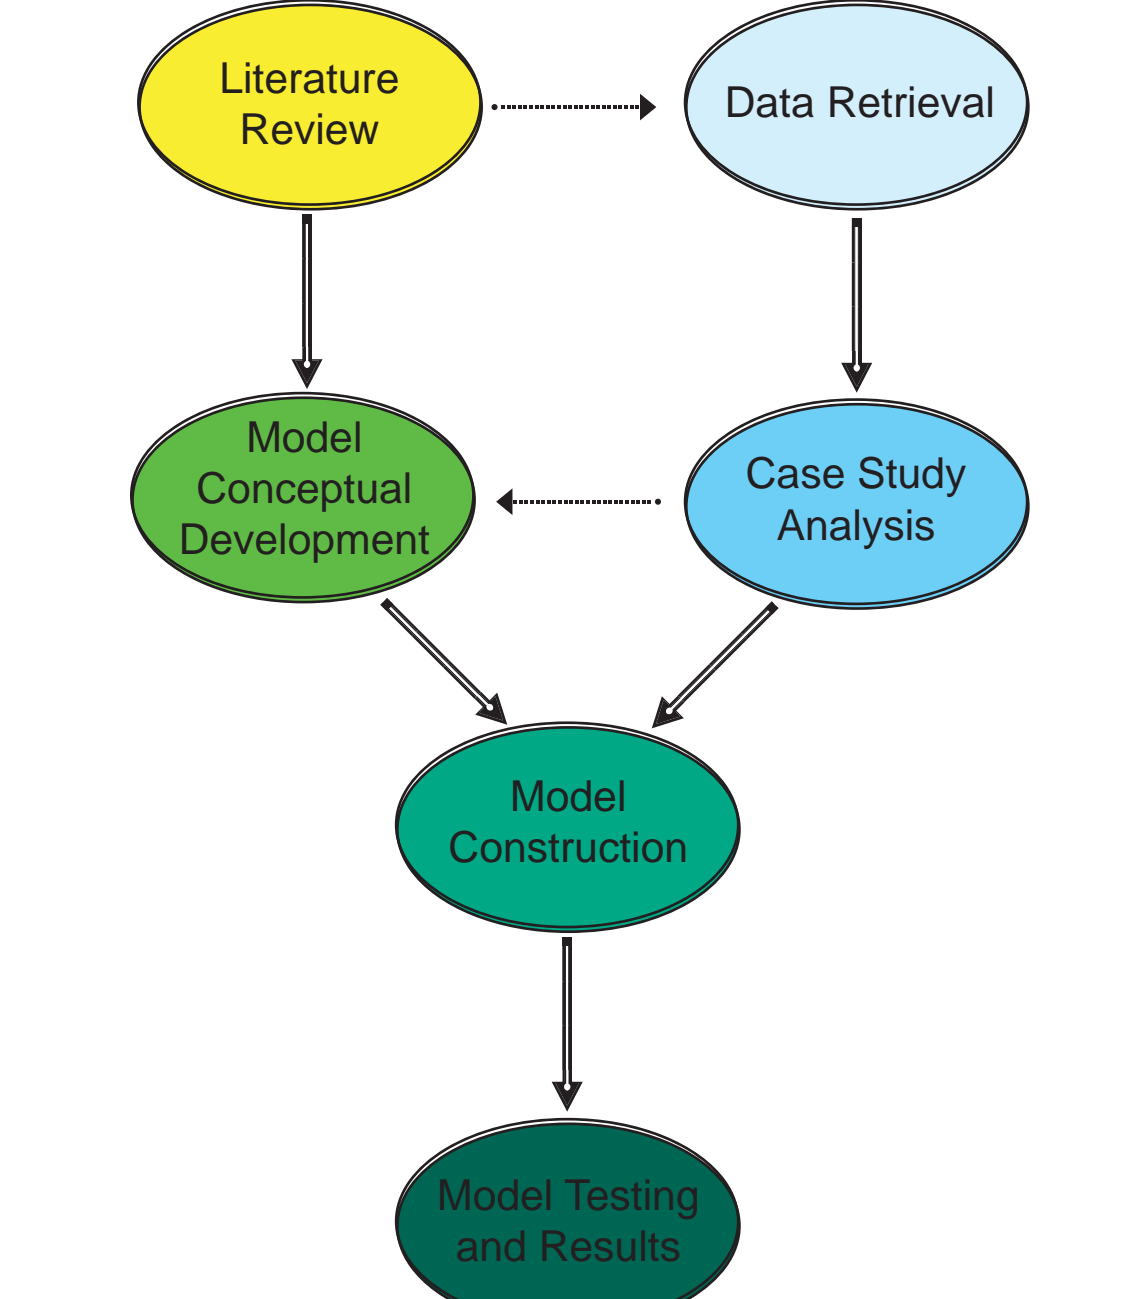 Literature
Review
Data Retrieval
Model
Conceptual
Development
Case Study
Analysis
Model
Construction
Model Testing
and Results